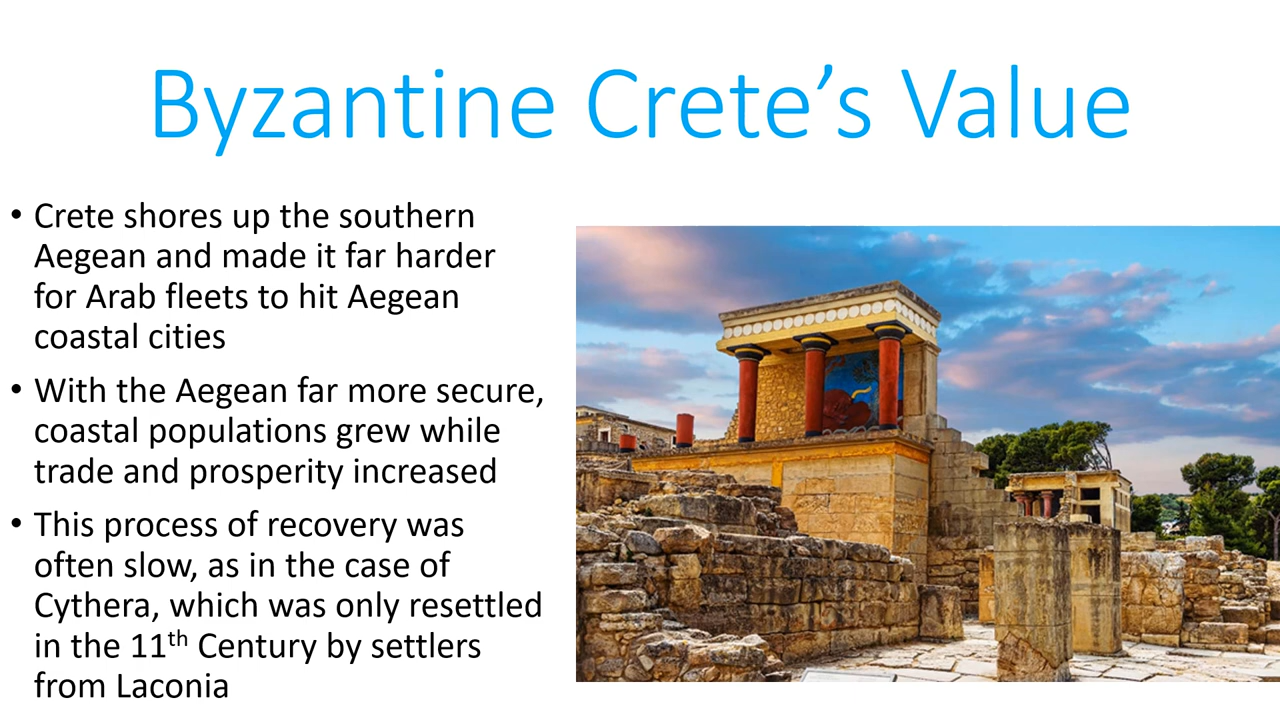 Byzantine Crete’s Value
• Crete shores up the southern
Aegean and made it far harder
for Arab fleets to hit Aegean
coastal cities
• With the Aegean far more secure,
coastal populations grew while
trade and prosperity increased
• This process of recovery was
often slow, as in the case of
Cythera, which was only resettled
in the 11th Century by settlers
from Laconia